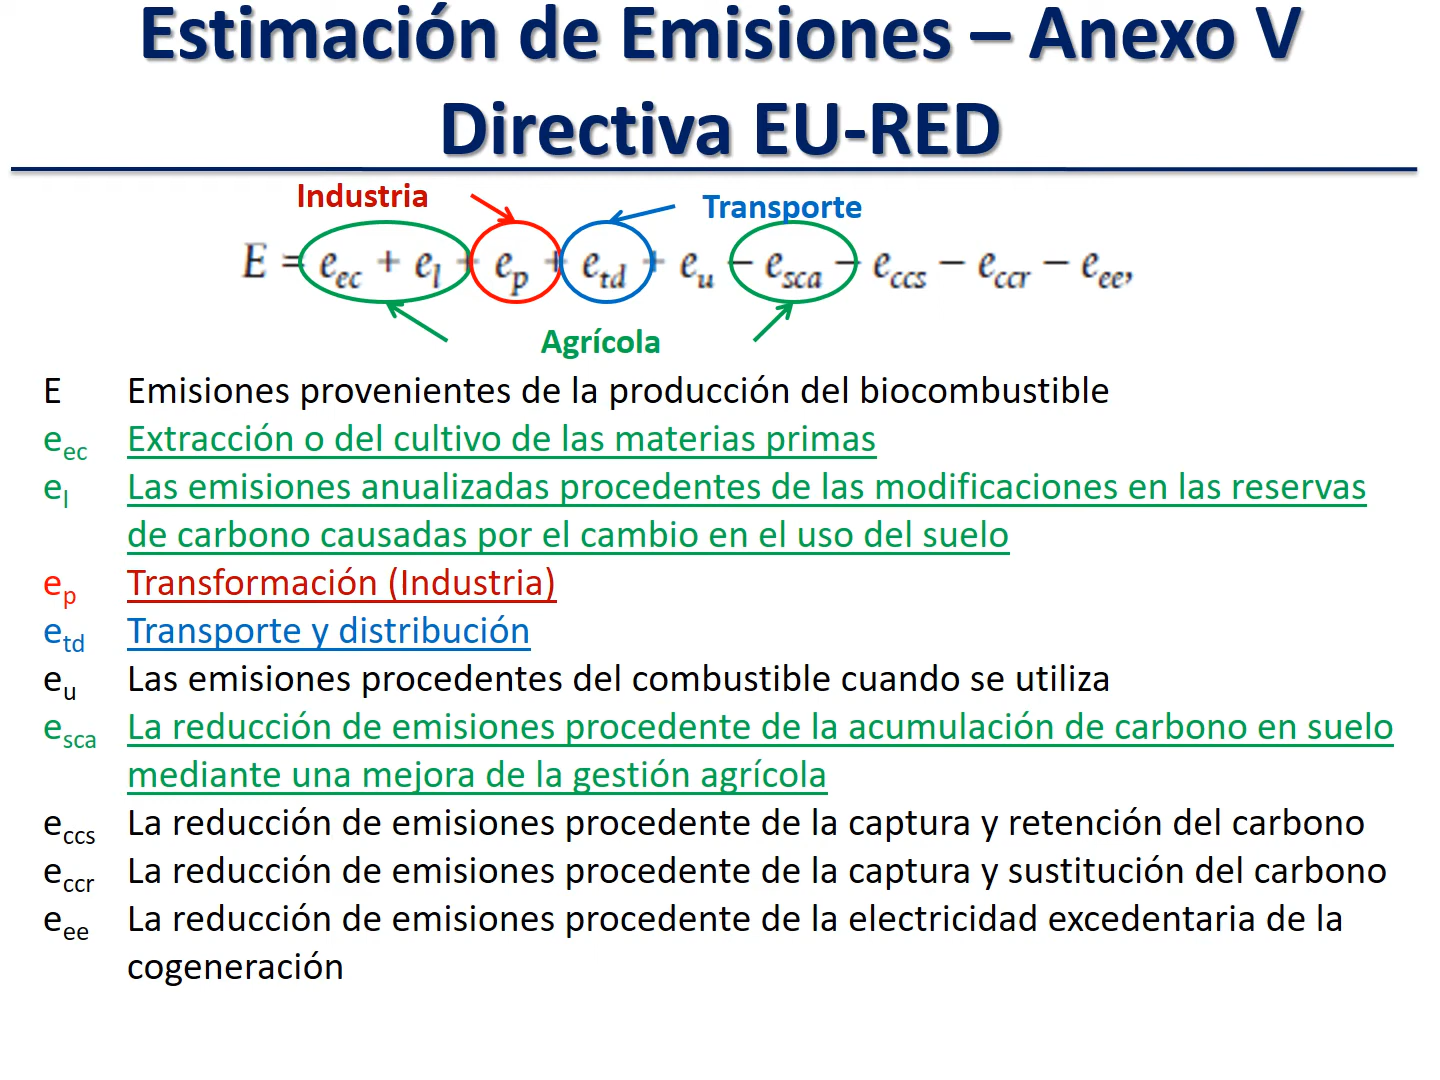 Estimación de Emisiones – Anexo V
Directiva EU-RED
Industria
Transporte
E = e_ec + e_l + e_p + e_td + e_u − e_sca − e_ccs − e_ccr − e_ee,
Agrícola
E Emisiones provenientes de la producción del biocombustible
e_ec Extracción o del cultivo de las materias primas
e_l Las emisiones anualizadas procedentes de las modificaciones en las reservas
de carbono causadas por el cambio en el uso del suelo
e_p Transformación (Industria)
e_td Transporte y distribución
e_u Las emisiones procedentes del combustible cuando se utiliza
e_sca La reducción de emisiones procedente de la acumulación de carbono en suelo
mediante una mejora de la gestión agrícola
e_ccs La reducción de emisiones procedente de la captura y retención del carbono
e_ccr La reducción de emisiones procedente de la captura y sustitución del carbono
e_ee La reducción de emisiones procedente de la electricidad excedentaria de la
cogeneración